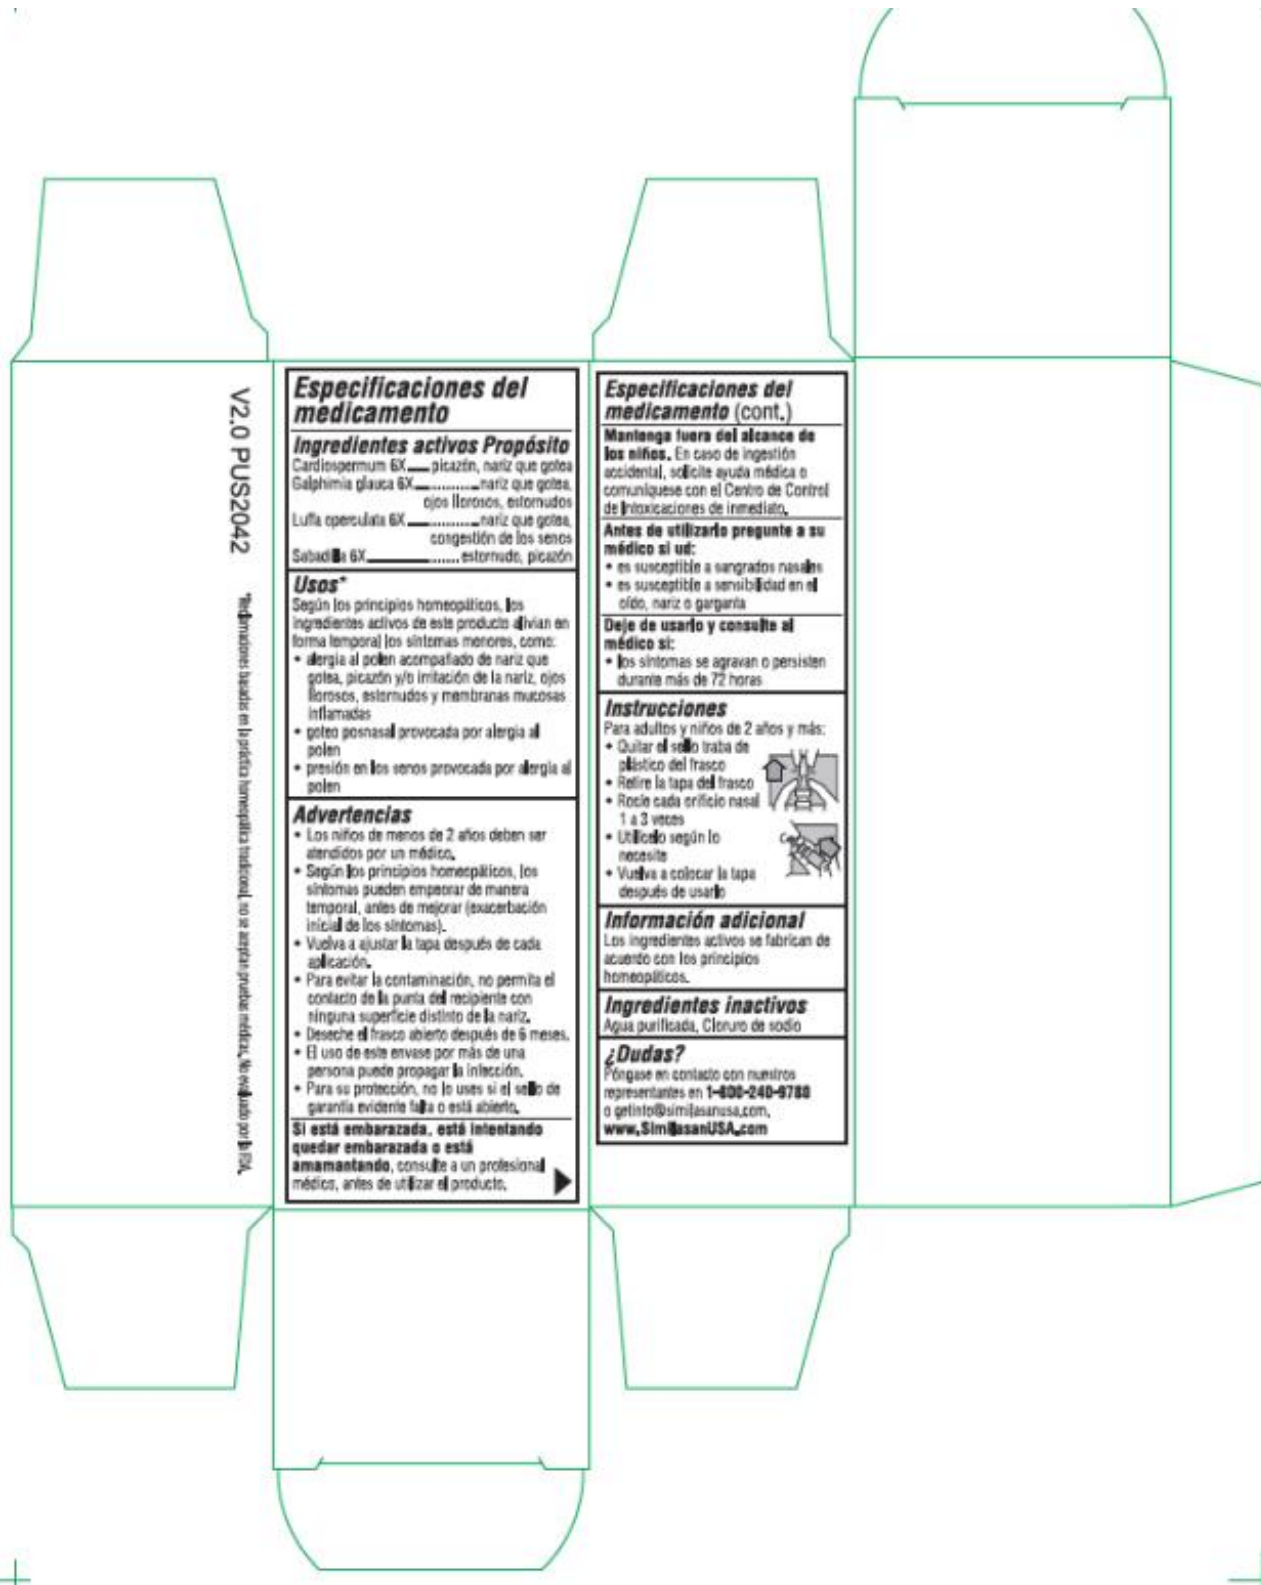 V2.0 PUS2042
*Reclamaciones basadas en la práctica homeopática tradicional, no se aceptan pruebas médicas. No evaluado por la FDA.
Especificaciones del
medicamento
Ingredientes activos Propósito
Cardiospermum 6X.....picazón, nariz que gotea
Galphimia glauca 6X..............nariz que gotea,
ojos llorosos, estornudos
Luffa operculata 6X ...............nariz que gotea,
congestión de los senos
Sabadilla 6X....................estornudo, picazón
Usos*
Según los principios homeopáticos, los
ingredientes activos de este producto alivian en
forma temporal los síntomas menores, como:
• alergia al polen acompañado de nariz que
gotea, picazón y/o irritación de la nariz, ojos
llorosos, estornudos y membranas mucosas
inflamadas
• goteo posnasal provocada por alergia al
polen
• presión en los senos provocada por alergia al
polen
Advertencias
• Los niños de menos de 2 años deben ser
atendidos por un médico.
• Según los principios homeopáticos, los
síntomas pueden empeorar de manera
temporal, antes de mejorar (exacerbación
inicial de los síntomas).
• Vuelva a ajustar la tapa después de cada
aplicación.
• Para evitar la contaminación, no permita el
contacto de la punta del recipiente con
ninguna superficie distinto de la nariz.
• Deseche el frasco abierto después de 6 meses.
• El uso de este envase por más de una
persona puede propagar la infección.
• Para su protección, no lo uses si el sello de
garantía evidente falta o está abierto.
Si está embarazada, está intentando
quedar embarazada o está
amamantando, consulte a un profesional
médico, antes de utilizar el producto.
Especificaciones del
medicamento (cont.)
Mantenga fuera del alcance de
los niños. En caso de ingestión
accidental, solicite ayuda médica o
comuníquese con el Centro de Control
de Intoxicaciones de inmediato.
Antes de utilizarlo pregunte a su
médico si ud:
• es susceptible a sangrados nasales
• es susceptible a sensibilidad en el
oído, nariz o garganta
Deje de usarlo y consulte al
médico si:
• los síntomas se agravan o persisten
durante más de 72 horas
Instrucciones
Para adultos y niños de 2 años y más:
• Quitar el sello traba de
plástico del frasco
• Retire la tapa del frasco
• Rocíe cada orificio nasal
1 a 3 veces
• Utilícelo según lo
necesite
• Vuelva a colocar la tapa
después de usarlo
Información adicional
Los ingredientes activos se fabrican de
acuerdo con los principios
homeopáticos.
Ingredientes inactivos
Agua purificada, Cloruro de sodio
¿Dudas?
Póngase en contacto con nuestros
representantes en 1-800-240-9780
o getinfo@similasanusa.com.
www.SimilasanUSA.com